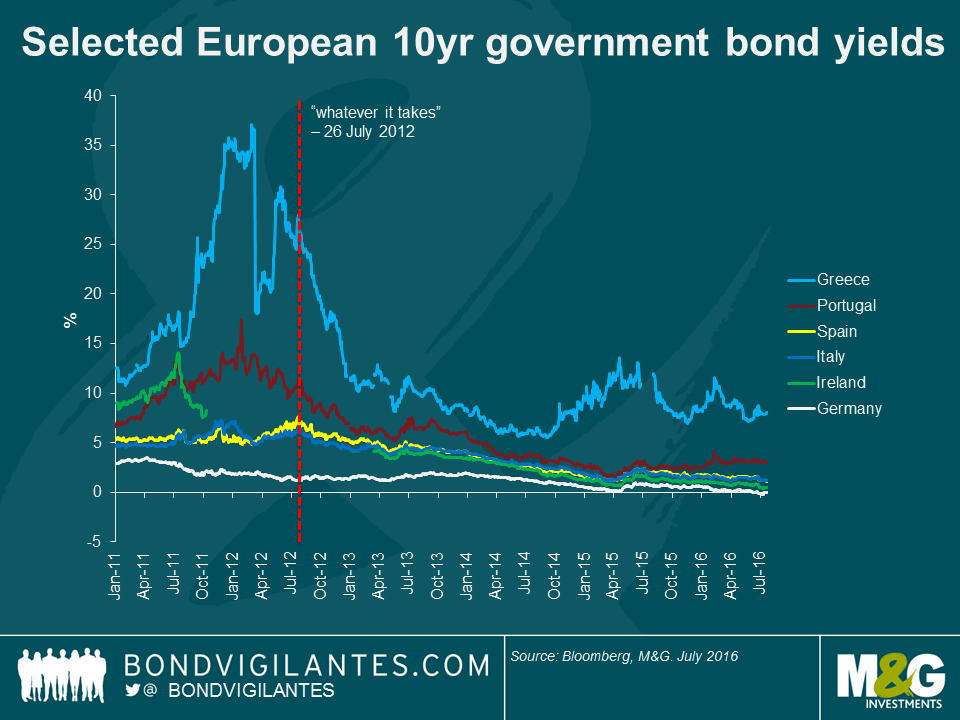 Selected European 10yr government bond yields
40
35
30
25
20
15
10
5
0
-5
%
“whatever it takes”
– 26 July 2012
Greece
Portugal
Spain
Italy
Ireland
Germany
Jan-11
Apr-11
Jul-11
Oct-11
Jan-12
Apr-12
Jul-12
Oct-12
Jan-13
Apr-13
Jul-13
Oct-13
Jan-14
Apr-14
Jul-14
Oct-14
Jan-15
Apr-15
Jul-15
Oct-15
Jan-16
Apr-16
Jul-16
BONDVIGILANTES.COM
@ BONDVIGILANTES
Source: Bloomberg, M&G. July 2016
M&G
INVESTMENTS